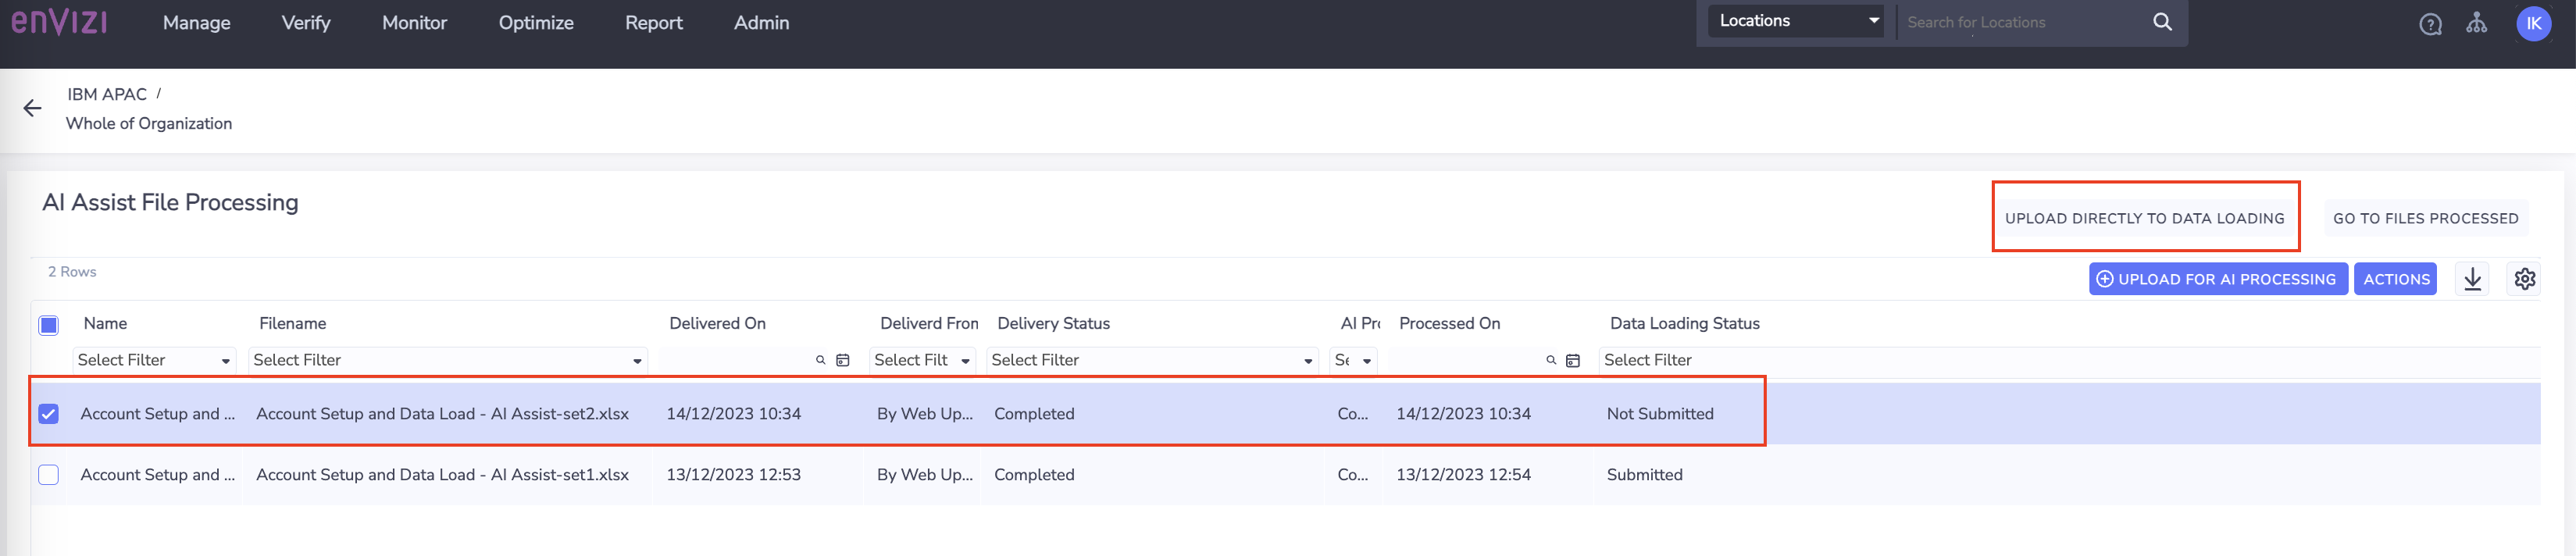 enVIZI Manage Verify Monitor Optimize Report Admin Locations Search for Locations IK
IBM APAC /
Whole of Organization
AI Assist File Processing
UPLOAD DIRECTLY TO DATA LOADING GO TO FILES PROCESSED
2 Rows
UPLOAD FOR AI PROCESSING ACTIONS
Name Filename Delivered On Deliverd Fron Delivery Status AI Pro Processed On Data Loading Status
Select Filter Select Filter Select Filt Select Filter Se Select Filter
Account Setup and ... Account Setup and Data Load - AI Assist-set2.xlsx 14/12/2023 10:34 By Web Up... Completed Co... 14/12/2023 10:34 Not Submitted
Account Setup and ... Account Setup and Data Load - AI Assist-set1.xlsx 13/12/2023 12:53 By Web Up... Completed Co... 13/12/2023 12:54 Submitted